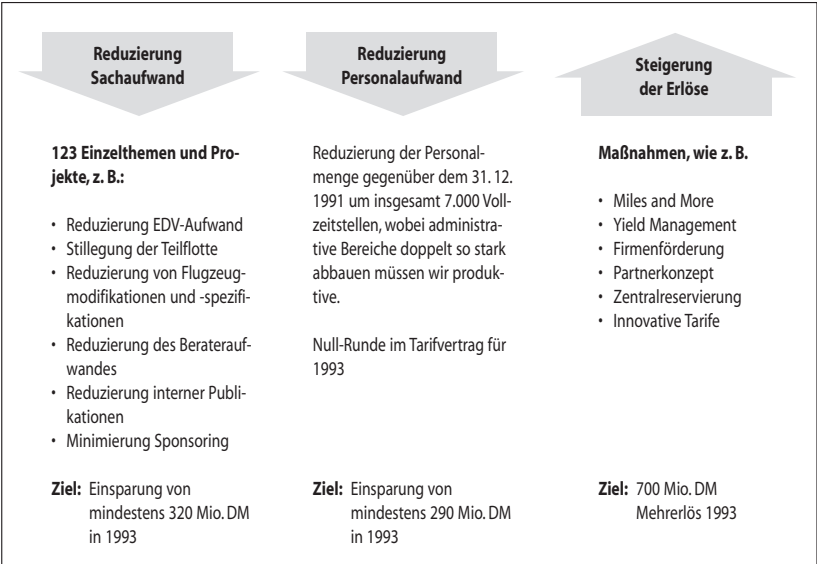 Reduzierung
Sachaufwand
123 Einzelthemen und Pro-
jekte, z. B.:
• Reduzierung EDV-Aufwand
• Stillegung der Teilflotte
• Reduzierung von Flugzeug-
modifikationen und -spezifi-
kationen
• Reduzierung des Beraterauf-
wandes
• Reduzierung interner Publi-
kationen
• Minimierung Sponsoring
Ziel: Einsparung von
mindestens 320 Mio. DM
in 1993
Reduzierung
Personalaufwand
Reduzierung der Personal-
menge gegenüber dem 31. 12.
1991 um insgesamt 7.000 Voll-
zeitstellen, wobei administra-
tive Bereiche doppelt so stark
abbauen müssen wir produk-
tive.
Null-Runde im Tarifvertrag für
1993
Ziel: Einsparung von
mindestens 290 Mio. DM
in 1993
Steigerung
der Erlöse
Maßnahmen, wie z. B.
• Miles and More
• Yield Management
• Firmenförderung
• Partnerkonzept
• Zentralreservierung
• Innovative Tarife
Ziel: 700 Mio. DM
Mehrerlös 1993